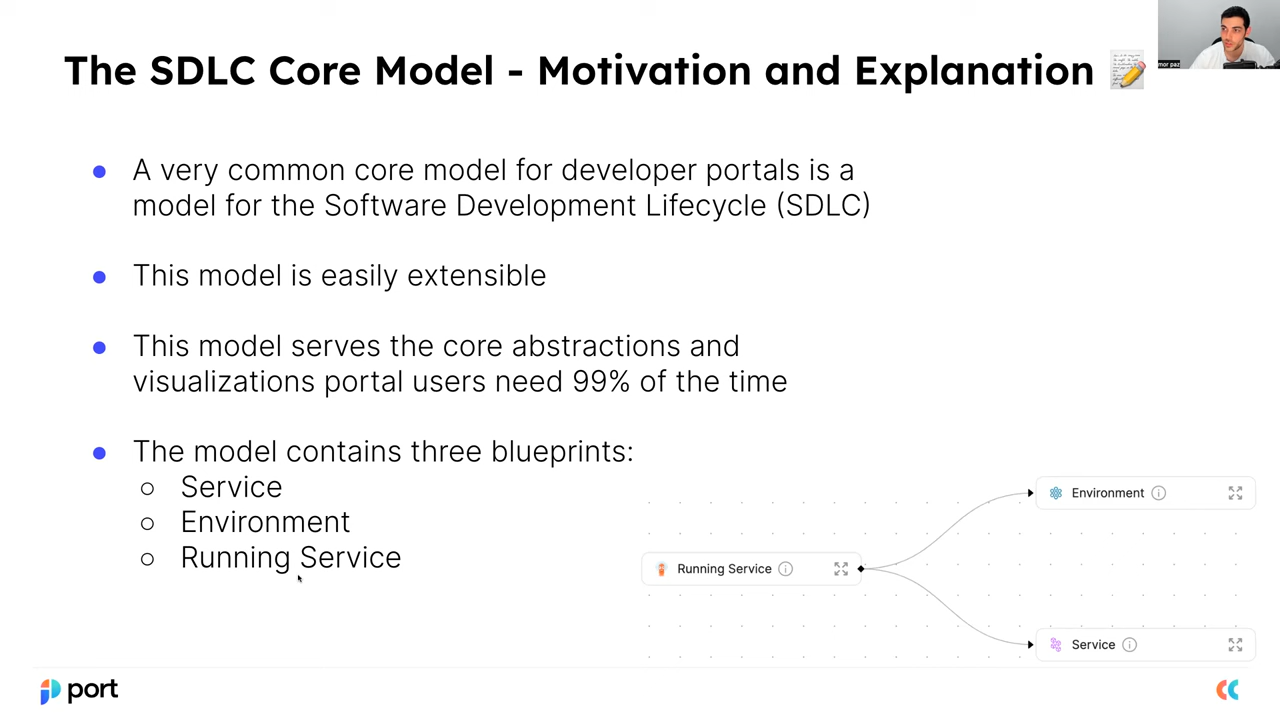 The SDLC Core Model - Motivation and Explanation
mor paz
● A very common core model for developer portals is a
model for the Software Development Lifecycle (SDLC)
● This model is easily extensible
● This model serves the core abstractions and
visualizations portal users need 99% of the time
● The model contains three blueprints:
○ Service
○ Environment
○ Running Service
Environment
Running Service
Service
port